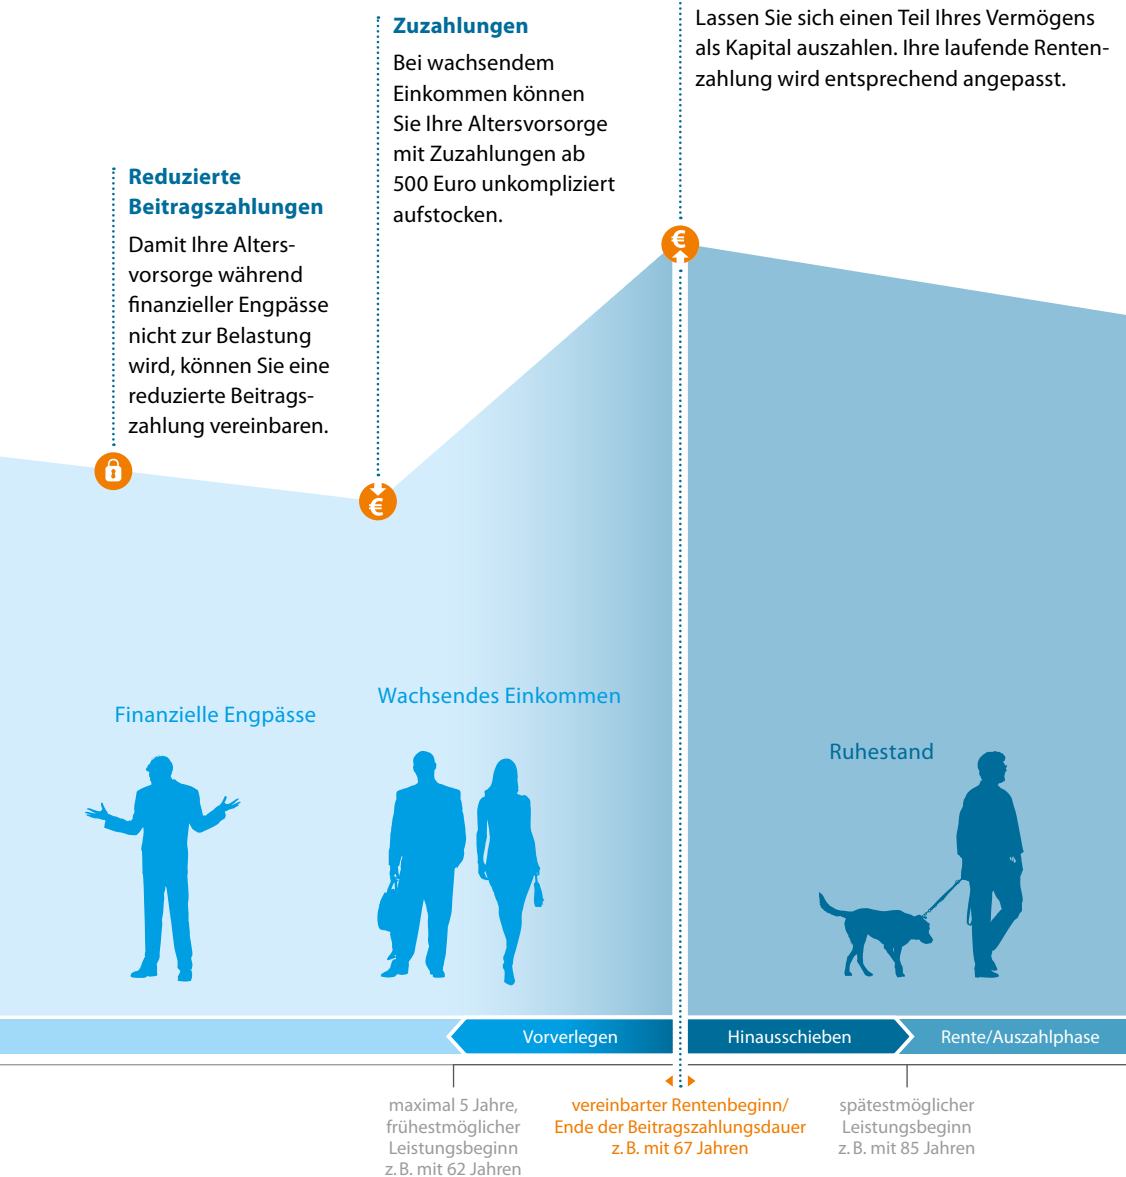 Lassen Sie sich einen Teil Ihres Vermögens
als Kapital auszahlen. Ihre laufende Renten-
zahlung wird entsprechend angepasst.
Zuzahlungen
Bei wachsendem
Einkommen können
Sie Ihre Altersvorsorge
mit Zuzahlungen ab
500 Euro unkompliziert
aufstocken.
Reduzierte
Beitragszahlungen
Damit Ihre Alters-
vorsorge während
finanzieller Engpässe
nicht zur Belastung
wird, können Sie eine
reduzierte Beitrags-
zahlung vereinbaren.
€
€
Finanzielle Engpässe
Wachsendes Einkommen
Ruhestand
Vorverlegen
Hinausschieben
Rente/Auszahlphase
maximal 5 Jahre,
frühestmöglicher
Leistungsbeginn
z. B. mit 62 Jahren
vereinbarter Rentenbeginn/
Ende der Beitragszahlungsdauer
z. B. mit 67 Jahren
spätestmöglicher
Leistungsbeginn
z. B. mit 85 Jahren